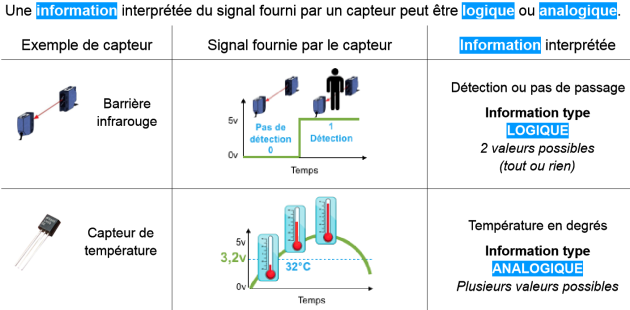 Une information interprétée du signal fourni par un capteur peut être logique ou analogique.
Exemple de capteur
Signal fournie par le capteur
Information interprétée
Barrière
infrarouge
5v
0v
Pas de
détection
0
1
Détection
Temps
Détection ou pas de passage
Information type
LOGIQUE
2 valeurs possibles
(tout ou rien)
Capteur de
température
5v
3,2v
0v
32°C
Temps
Température en degrés
Information type
ANALOGIQUE
Plusieurs valeurs possibles